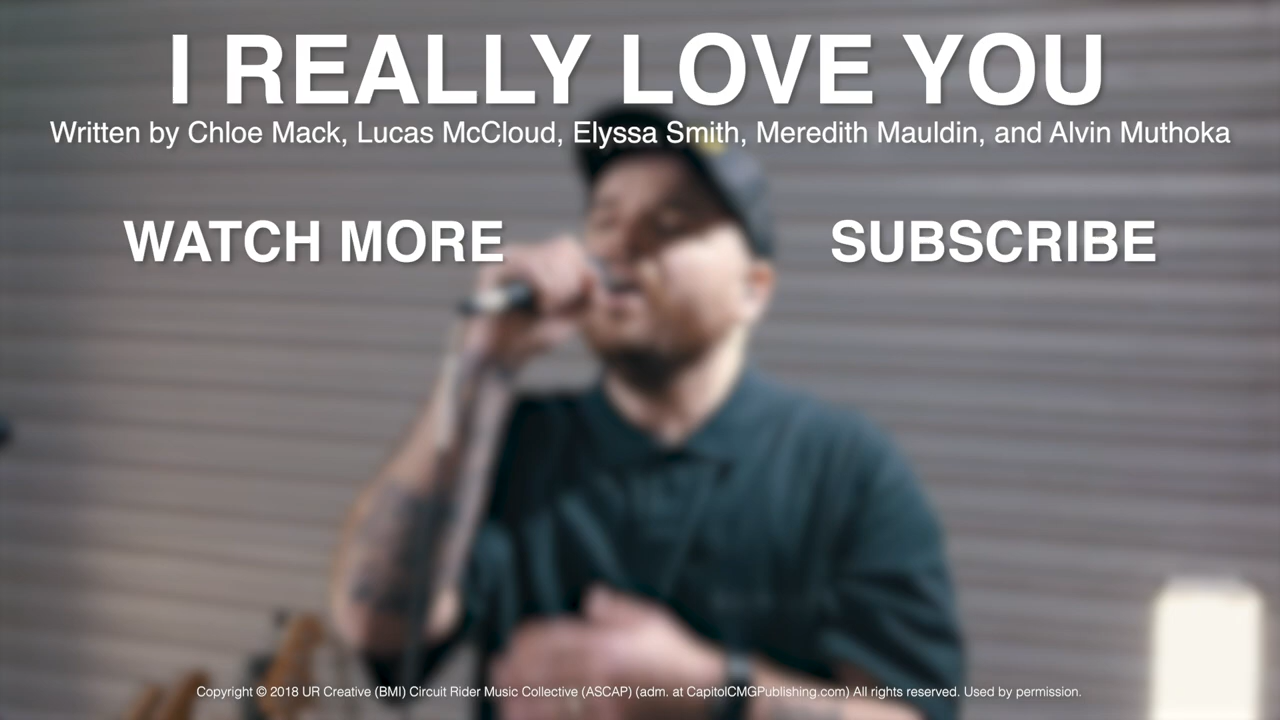 I REALLY LOVE YOU
Written by Chloe Mack, Lucas McCloud, Elyssa Smith, Meredith Mauldin, and Alvin Muthoka
WATCH MORE
SUBSCRIBE
Copyright © 2018 UR Creative (BMI) Circuit Rider Music Collective (ASCAP) (adm. at CapitolCMGPublishing.com) All rights reserved. Used by permission.